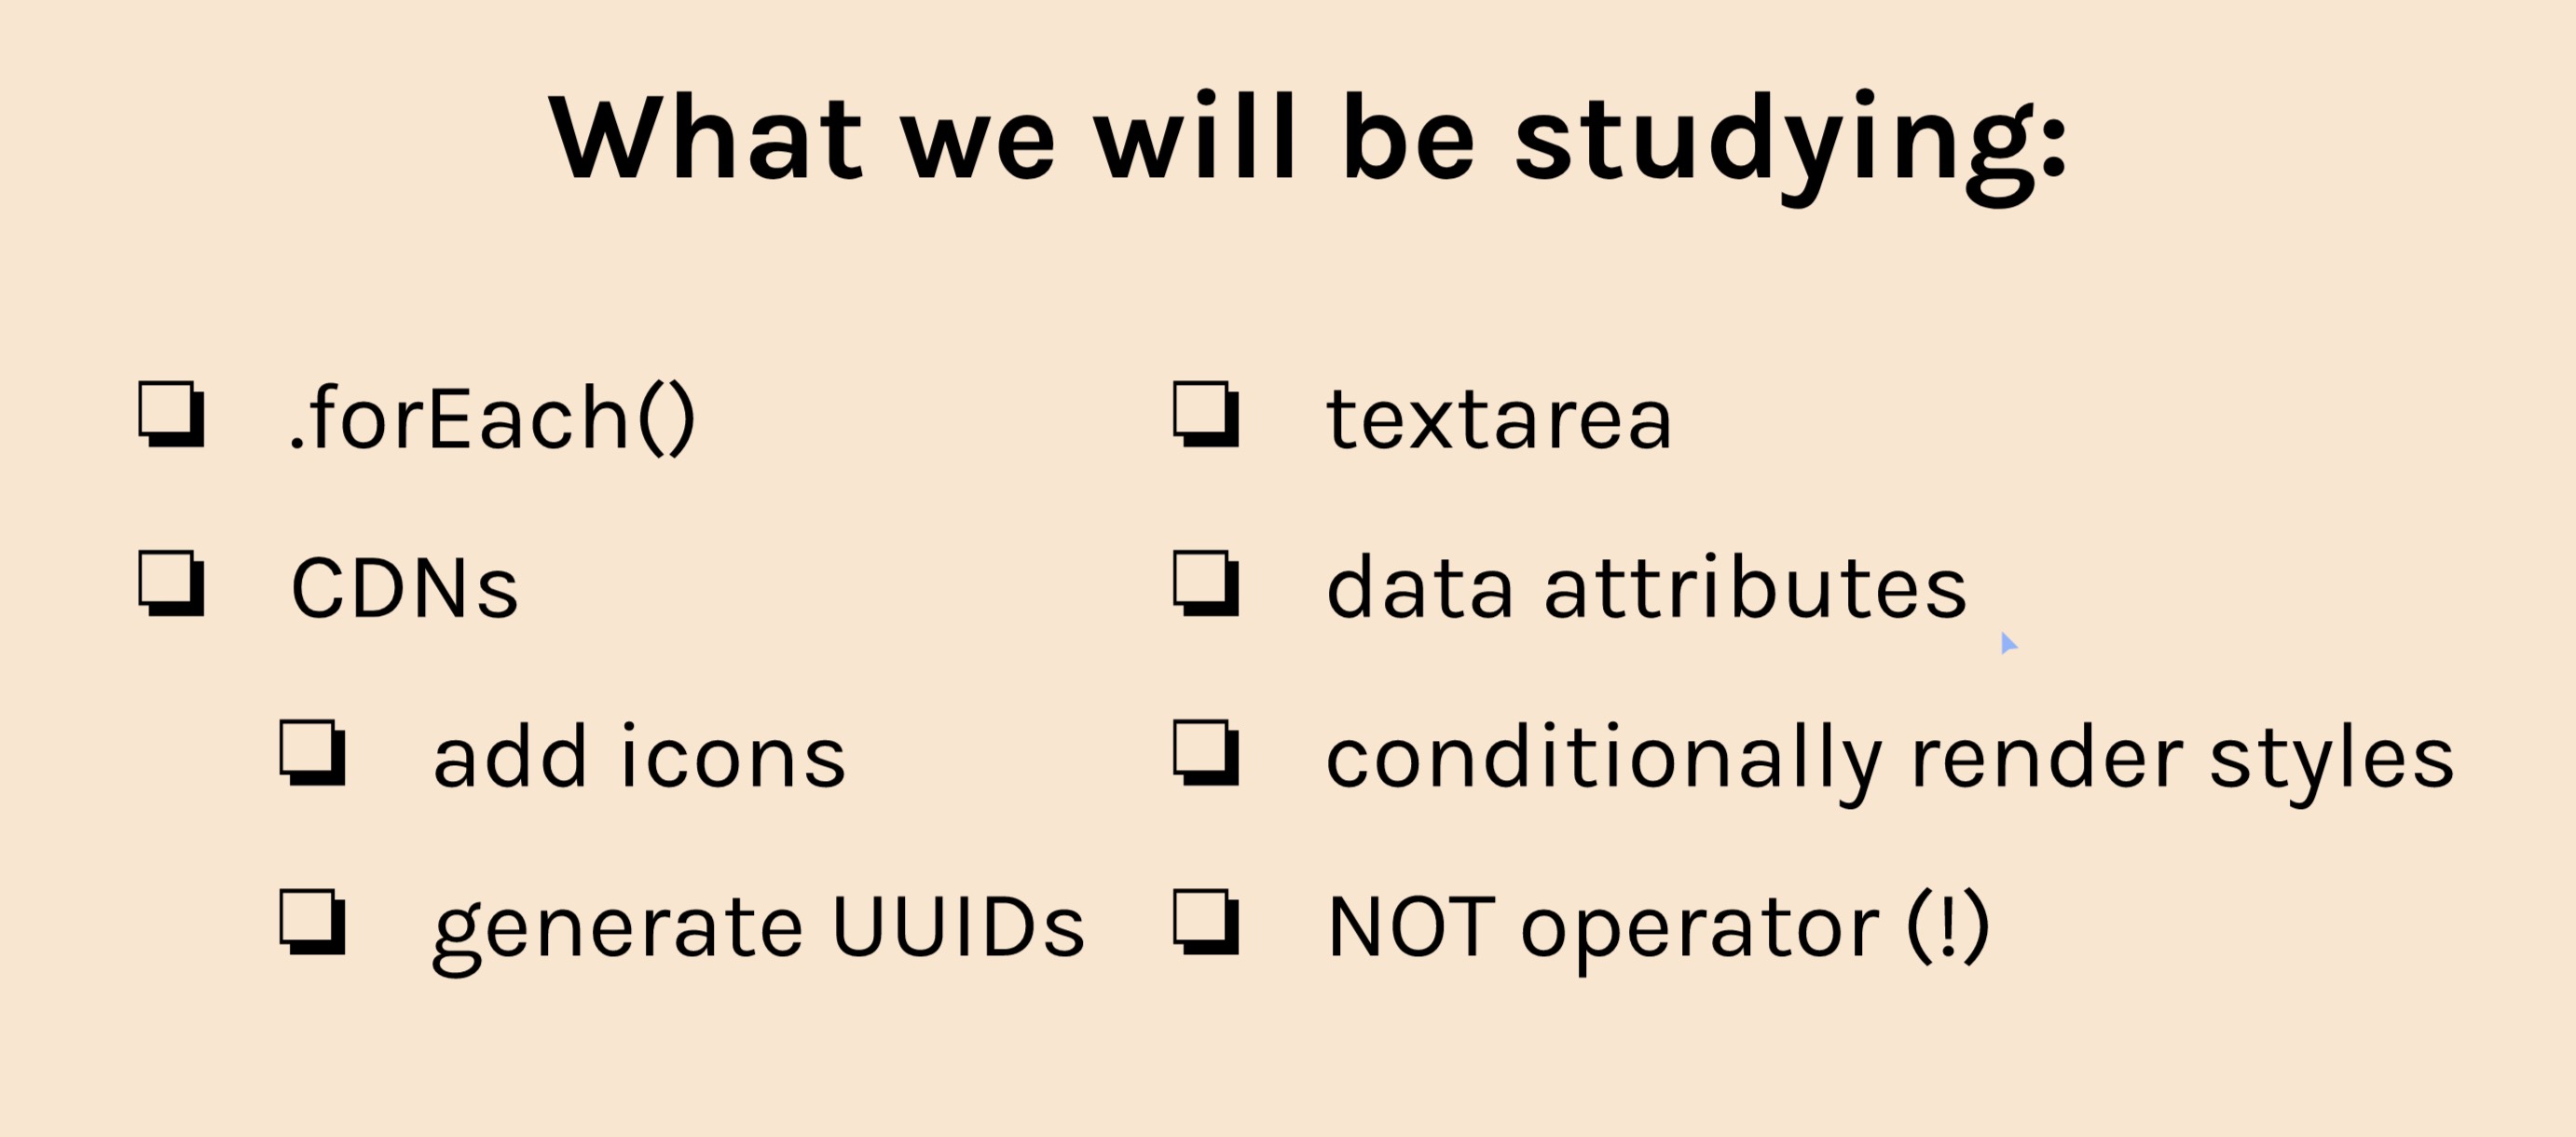 What we will be studying:
.forEach()
CDNs
add icons
generate UUIDs
textarea
data attributes
conditionally render styles
NOT operator (!)